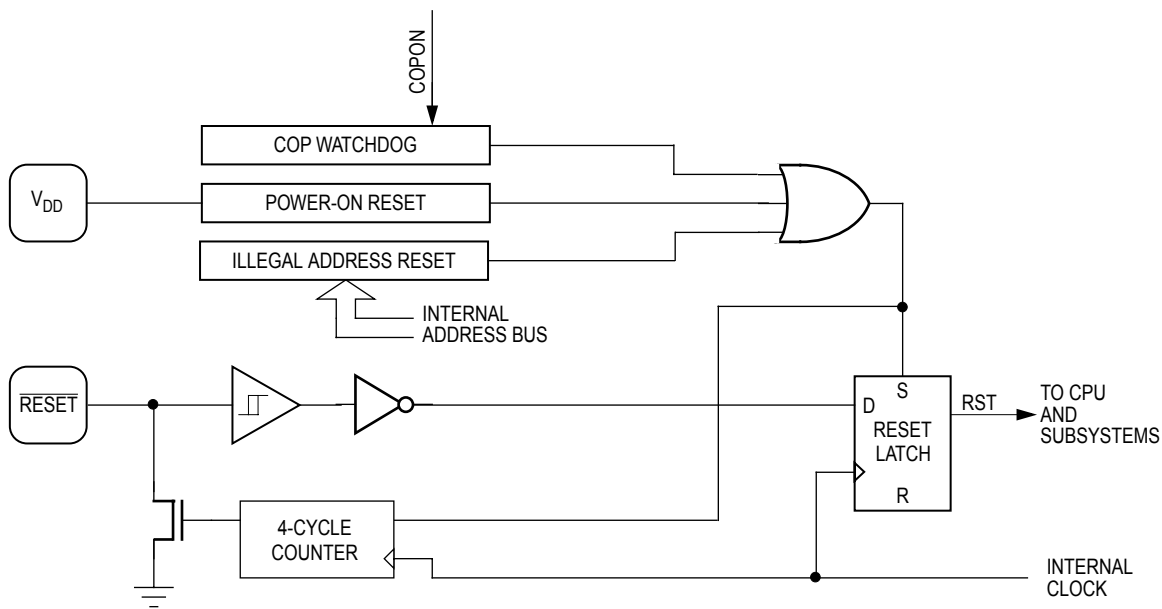 COPON
COP WATCHDOG
VDD
POWER-ON RESET
ILLEGAL ADDRESS RESET
INTERNAL
ADDRESS BUS
RESET
D
S
RESET
LATCH
R
RST
TO CPU
AND
SUBSYSTEMS
4-CYCLE
COUNTER
INTERNAL
CLOCK